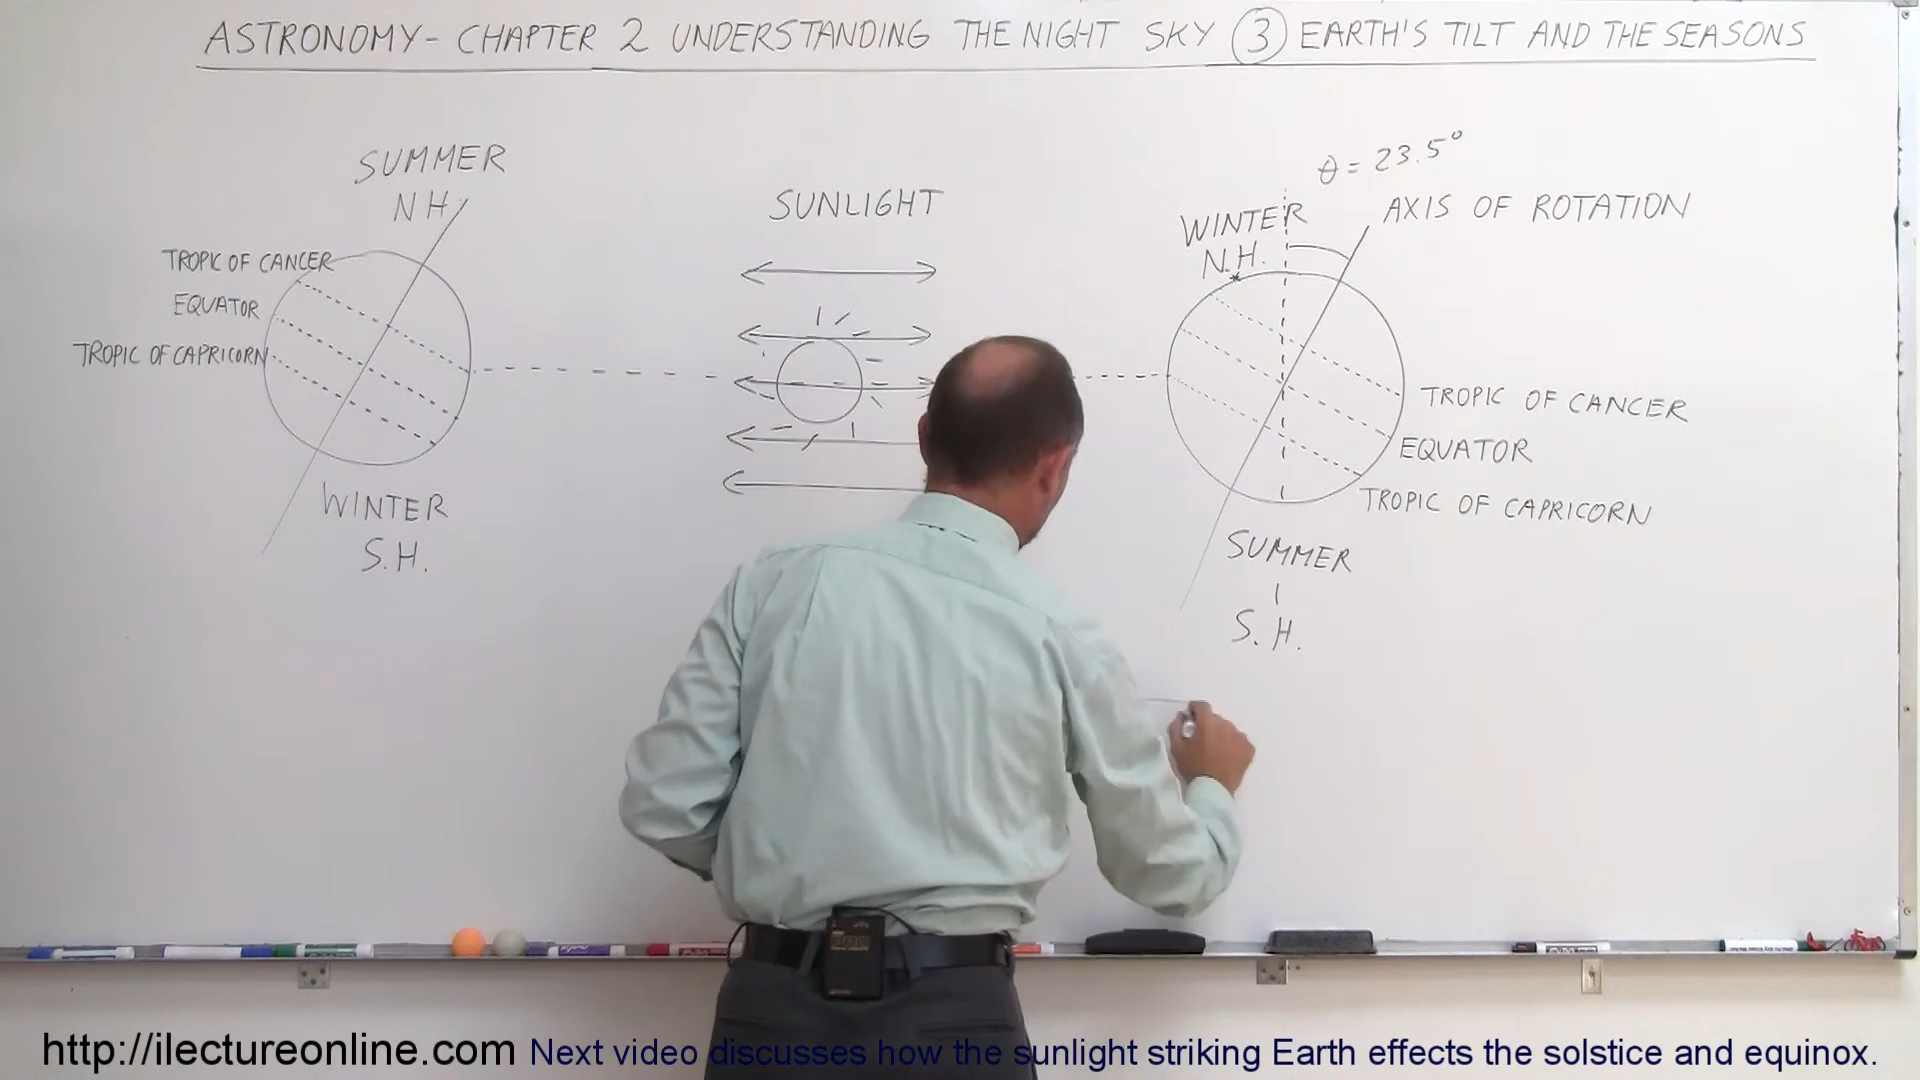 ASTRONOMY - CHAPTER 2 UNDERSTANDING THE NIGHT SKY 3 EARTH'S TILT AND THE SEASONS
SUMMER
N H
TROPIC OF CANCER
EQUATOR
TROPIC OF CAPRICORN
WINTER
S.H.
SUNLIGHT
θ = 23.5°
AXIS OF ROTATION
WINTER
N.H.
TROPIC OF CANCER
EQUATOR
TROPIC OF CAPRICORN
SUMMER
S.H.
http://ilectureonline.com Next video discusses how the sunlight striking Earth effects the solstice and equinox.